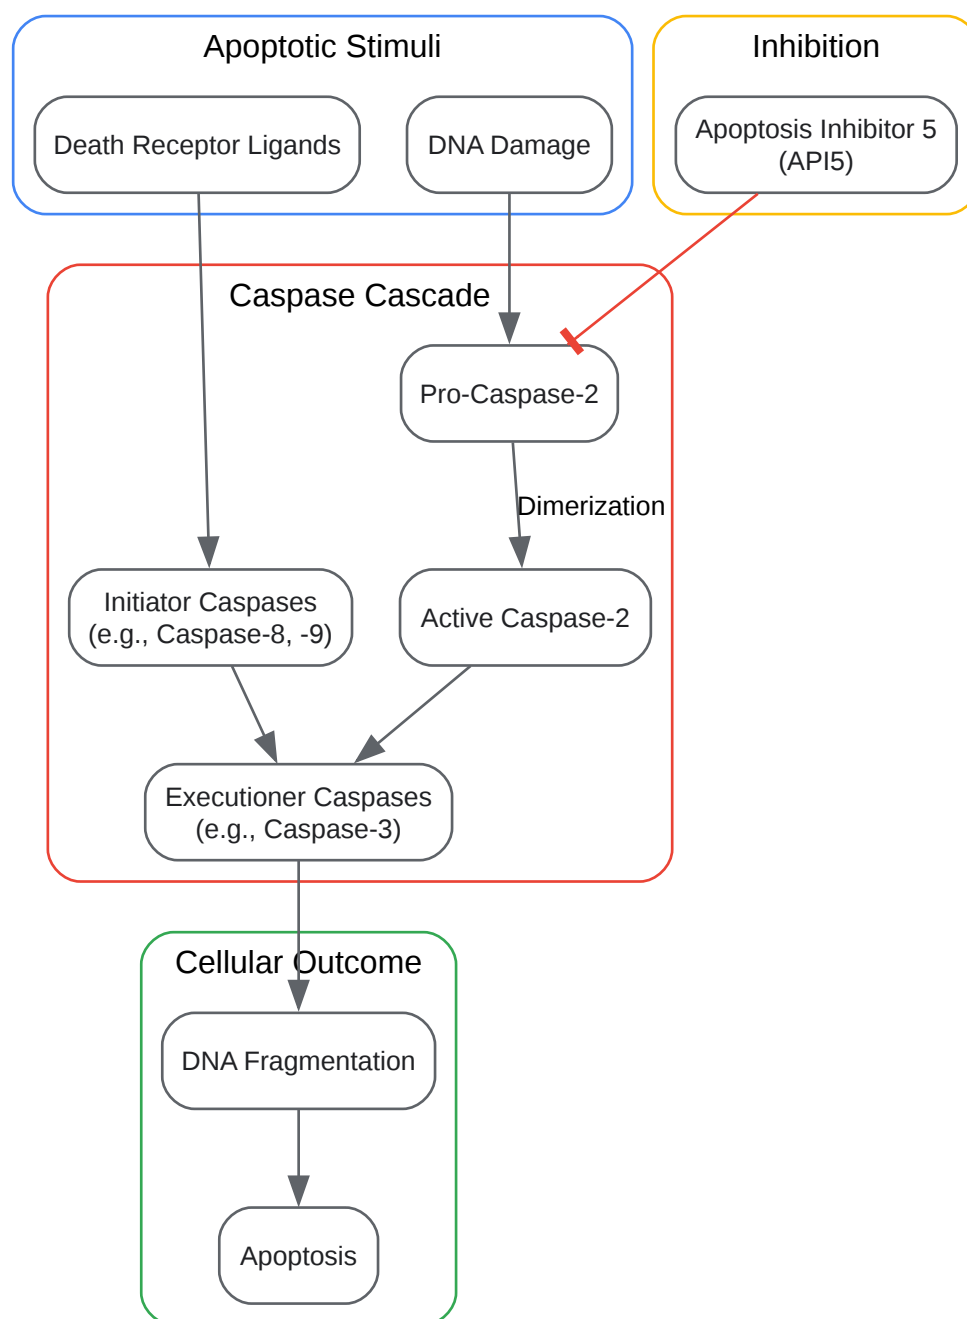 Apoptotic Stimuli
Inhibition
Death Receptor Ligands
DNA Damage
Apoptosis Inhibitor 5
(API5)
Caspase Cascade
Pro-Caspase-2
Dimerization
Initiator Caspases
(e.g., Caspase-8, -9)
Active Caspase-2
Executioner Caspases
(e.g., Caspase-3)
Cellular Outcome
DNA Fragmentation
Apoptosis